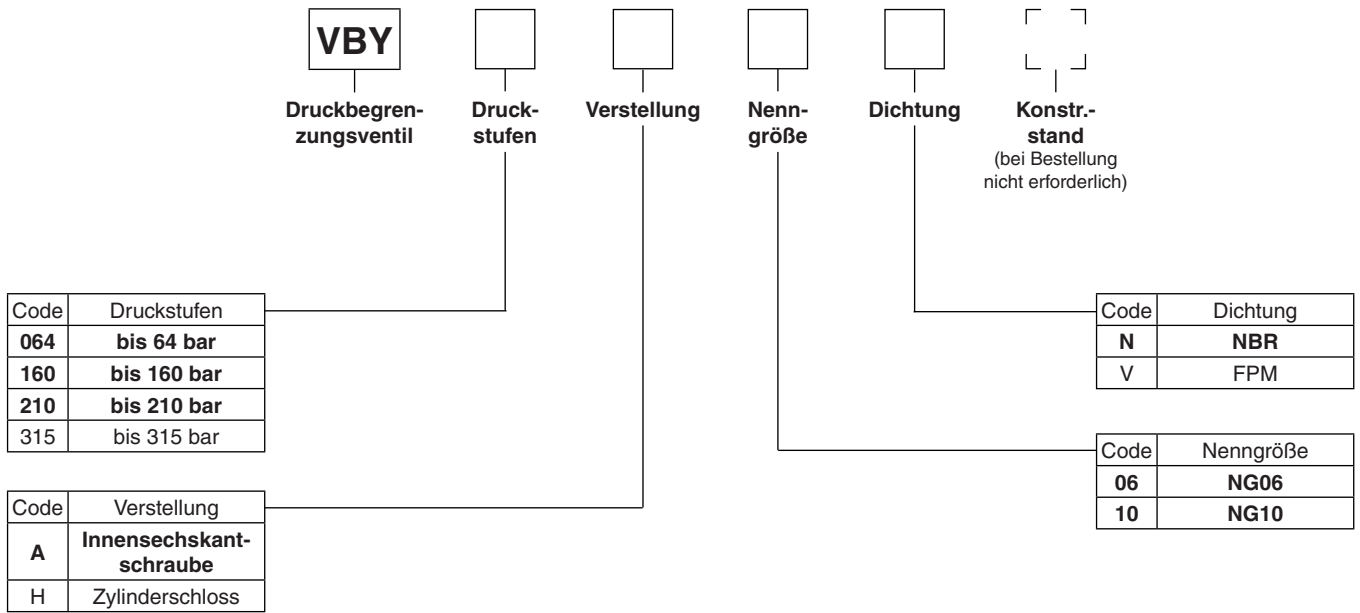 VBY
Druckbegren-
zungsventil
Druck-
stufen
Verstellung
Nenn-
größe
Dichtung
Konstr.-
stand
(bei Bestellung
nicht erforderlich)
Code Druckstufen
064 bis 64 bar
160 bis 160 bar
210 bis 210 bar
315 bis 315 bar
Code Verstellung
A Innensechskant-
schraube
H Zylinderschloss
Code Dichtung
N NBR
V FPM
Code Nenngröße
06 NG06
10 NG10